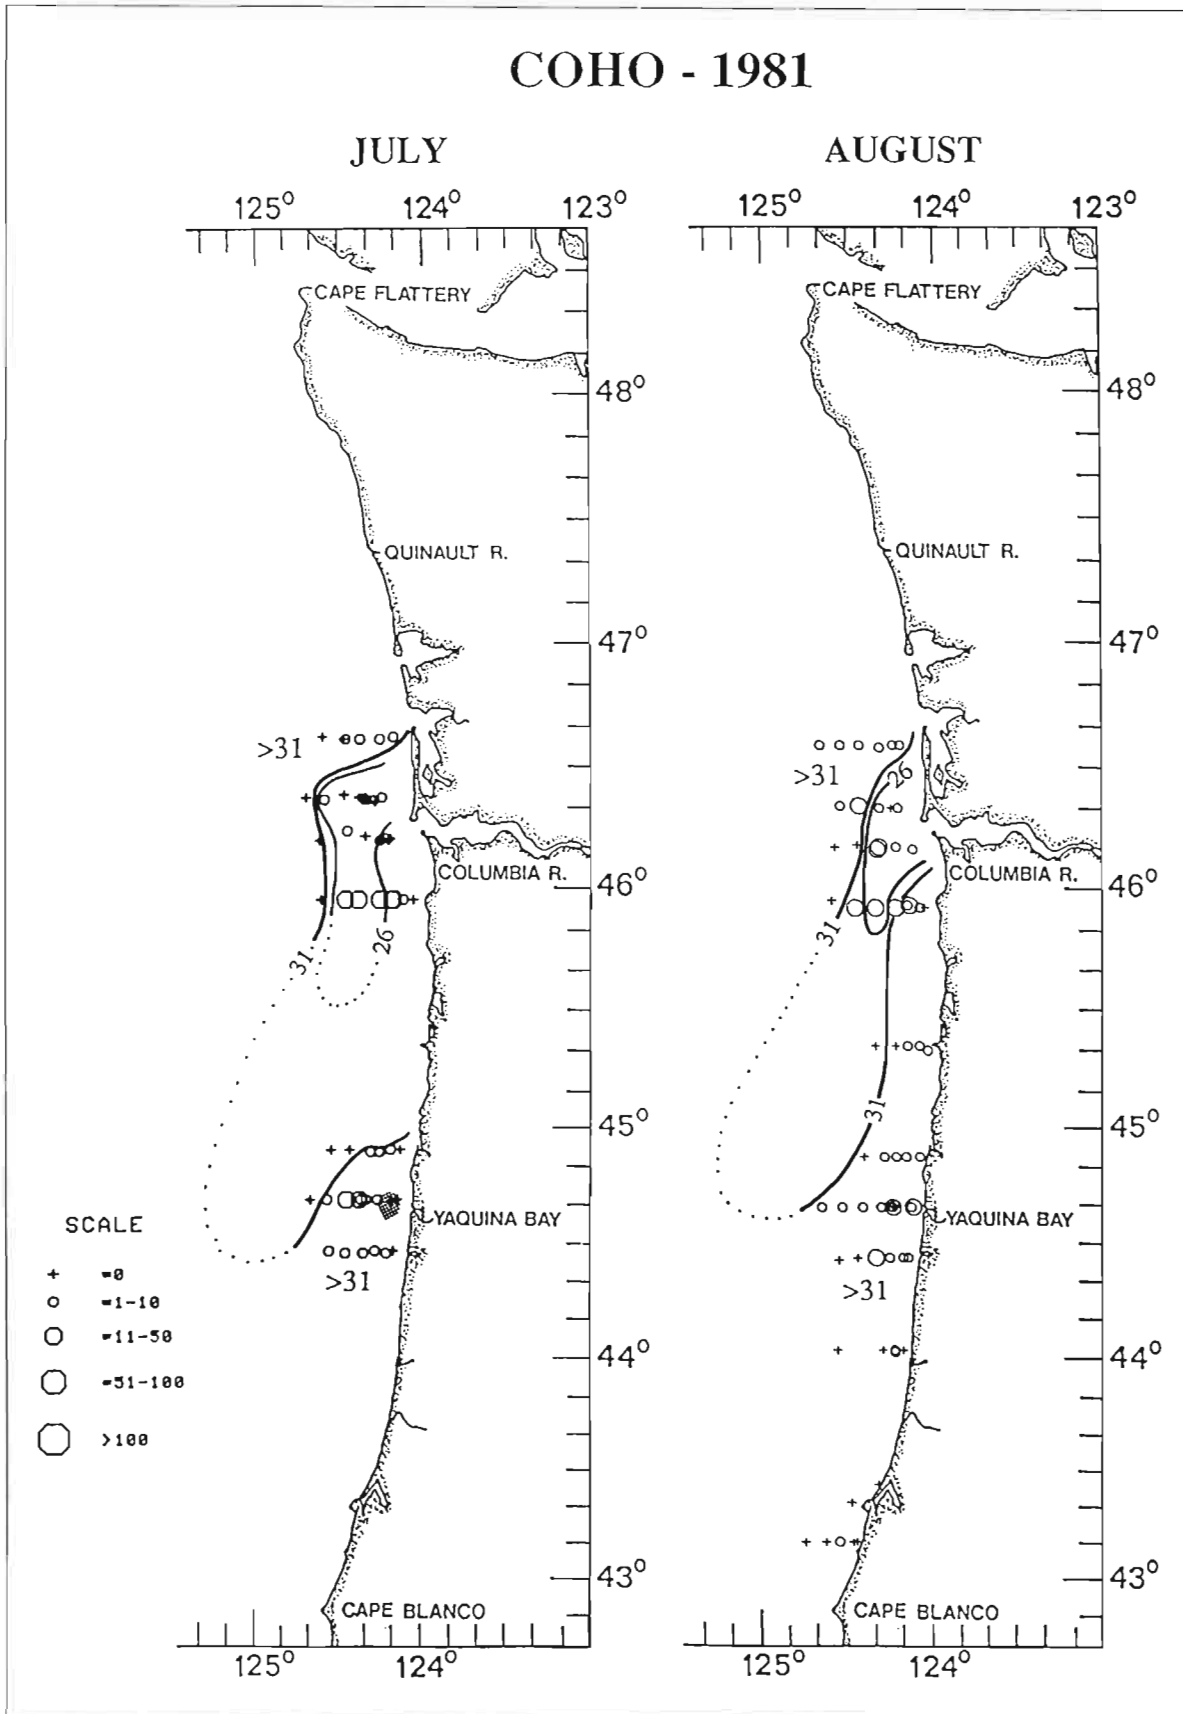 COHO - 1981
JULY
AUGUST
125° 124° 123°
125° 124° 123°
CAPE FLATTERY
CAPE FLATTERY
48°
48°
QUINAULT R.
QUINAULT R.
47°
47°
>31
>31
26
COLUMBIA R.
COLUMBIA R.
46°
46°
31
26
31
31
45°
45°
YAQUINA BAY
YAQUINA BAY
>31
>31
SCALE
+ =0
=1-10
=11-50
=51-100
>100
44°
44°
43°
43°
CAPE BLANCO
CAPE BLANCO
125° 124°
125° 124°